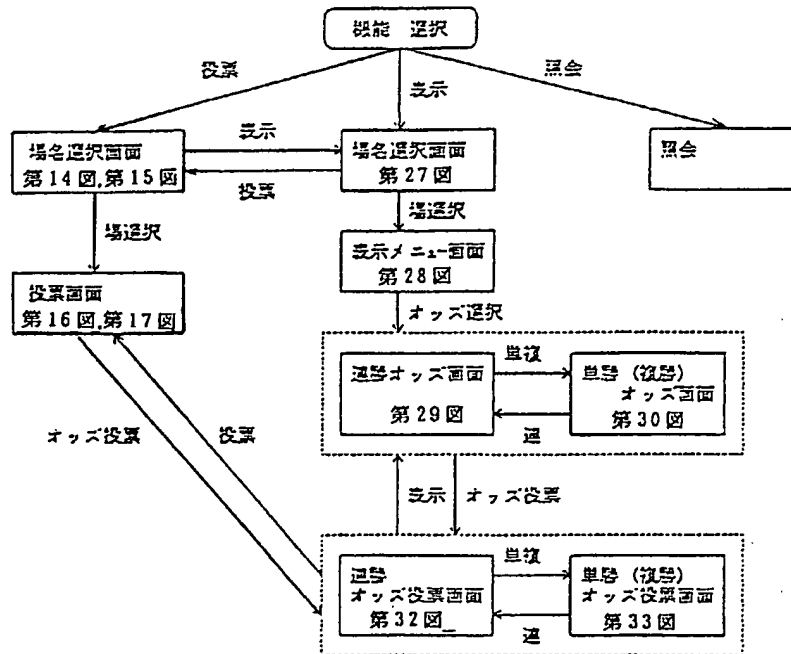 機能 選択
投票
表示
照会
場名選択画面
第14図,第15図
表示
投票
場名選択画面
第27図
照会
場選択
場選択
表示メニュー画面
第28図
投票画面
第16図,第17図
オッズ選択
連勝オッズ画面
第29図
単複
連
単勝(複勝)
オッズ画面
第30図
オッズ投票
投票
表示
オッズ投票
連勝
オッズ投票画面
第32図
単複
連
単勝(複勝)
オッズ投票画面
第33図